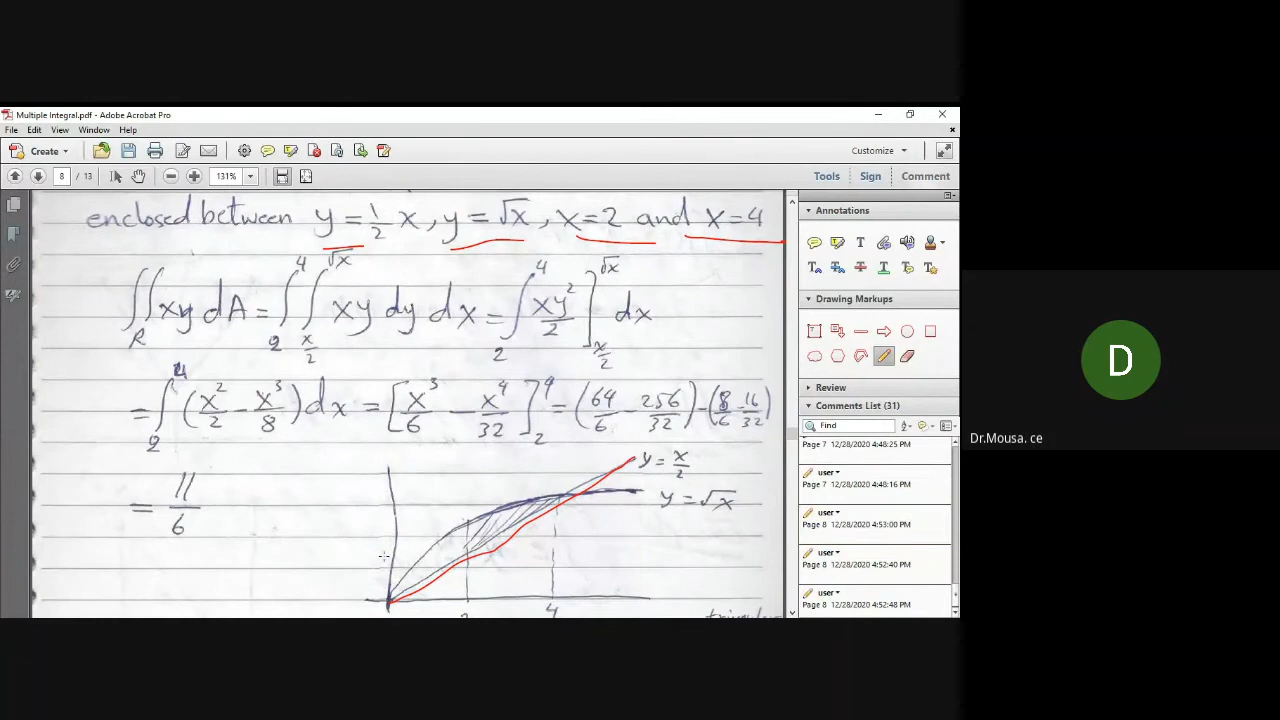 Multiple Integral.pdf - Adobe Acrobat Pro
File Edit View Window Help
Create
Customize
8 / 13
131%
Tools Sign Comment
enclosed between y = 1/2 x , y = √x , x=2 and x=4
∬_R xy dA = ∫_2^4 ∫_{x/2}^{√x} xy dy dx = ∫_2^4 xy²/2 ]_{x/2}^{√x} dx
= ∫_2^4 (x²/2 − x³/8) dx = [x³/6 − x⁴/32]_2^4 = (64/6 − 256/32) − (8/6 − 16/32)
= 11/6
y = x/2
y = √x
2 4
Annotations
Drawing Markups
Review
Comments List (31)
Find
Page 7 12/28/2020 4:48:25 PM
user
Page 7 12/28/2020 4:48:16 PM
user
Page 8 12/28/2020 4:53:00 PM
user
Page 8 12/28/2020 4:52:40 PM
user
Page 8 12/28/2020 4:52:48 PM
D
Dr.Mousa. ce